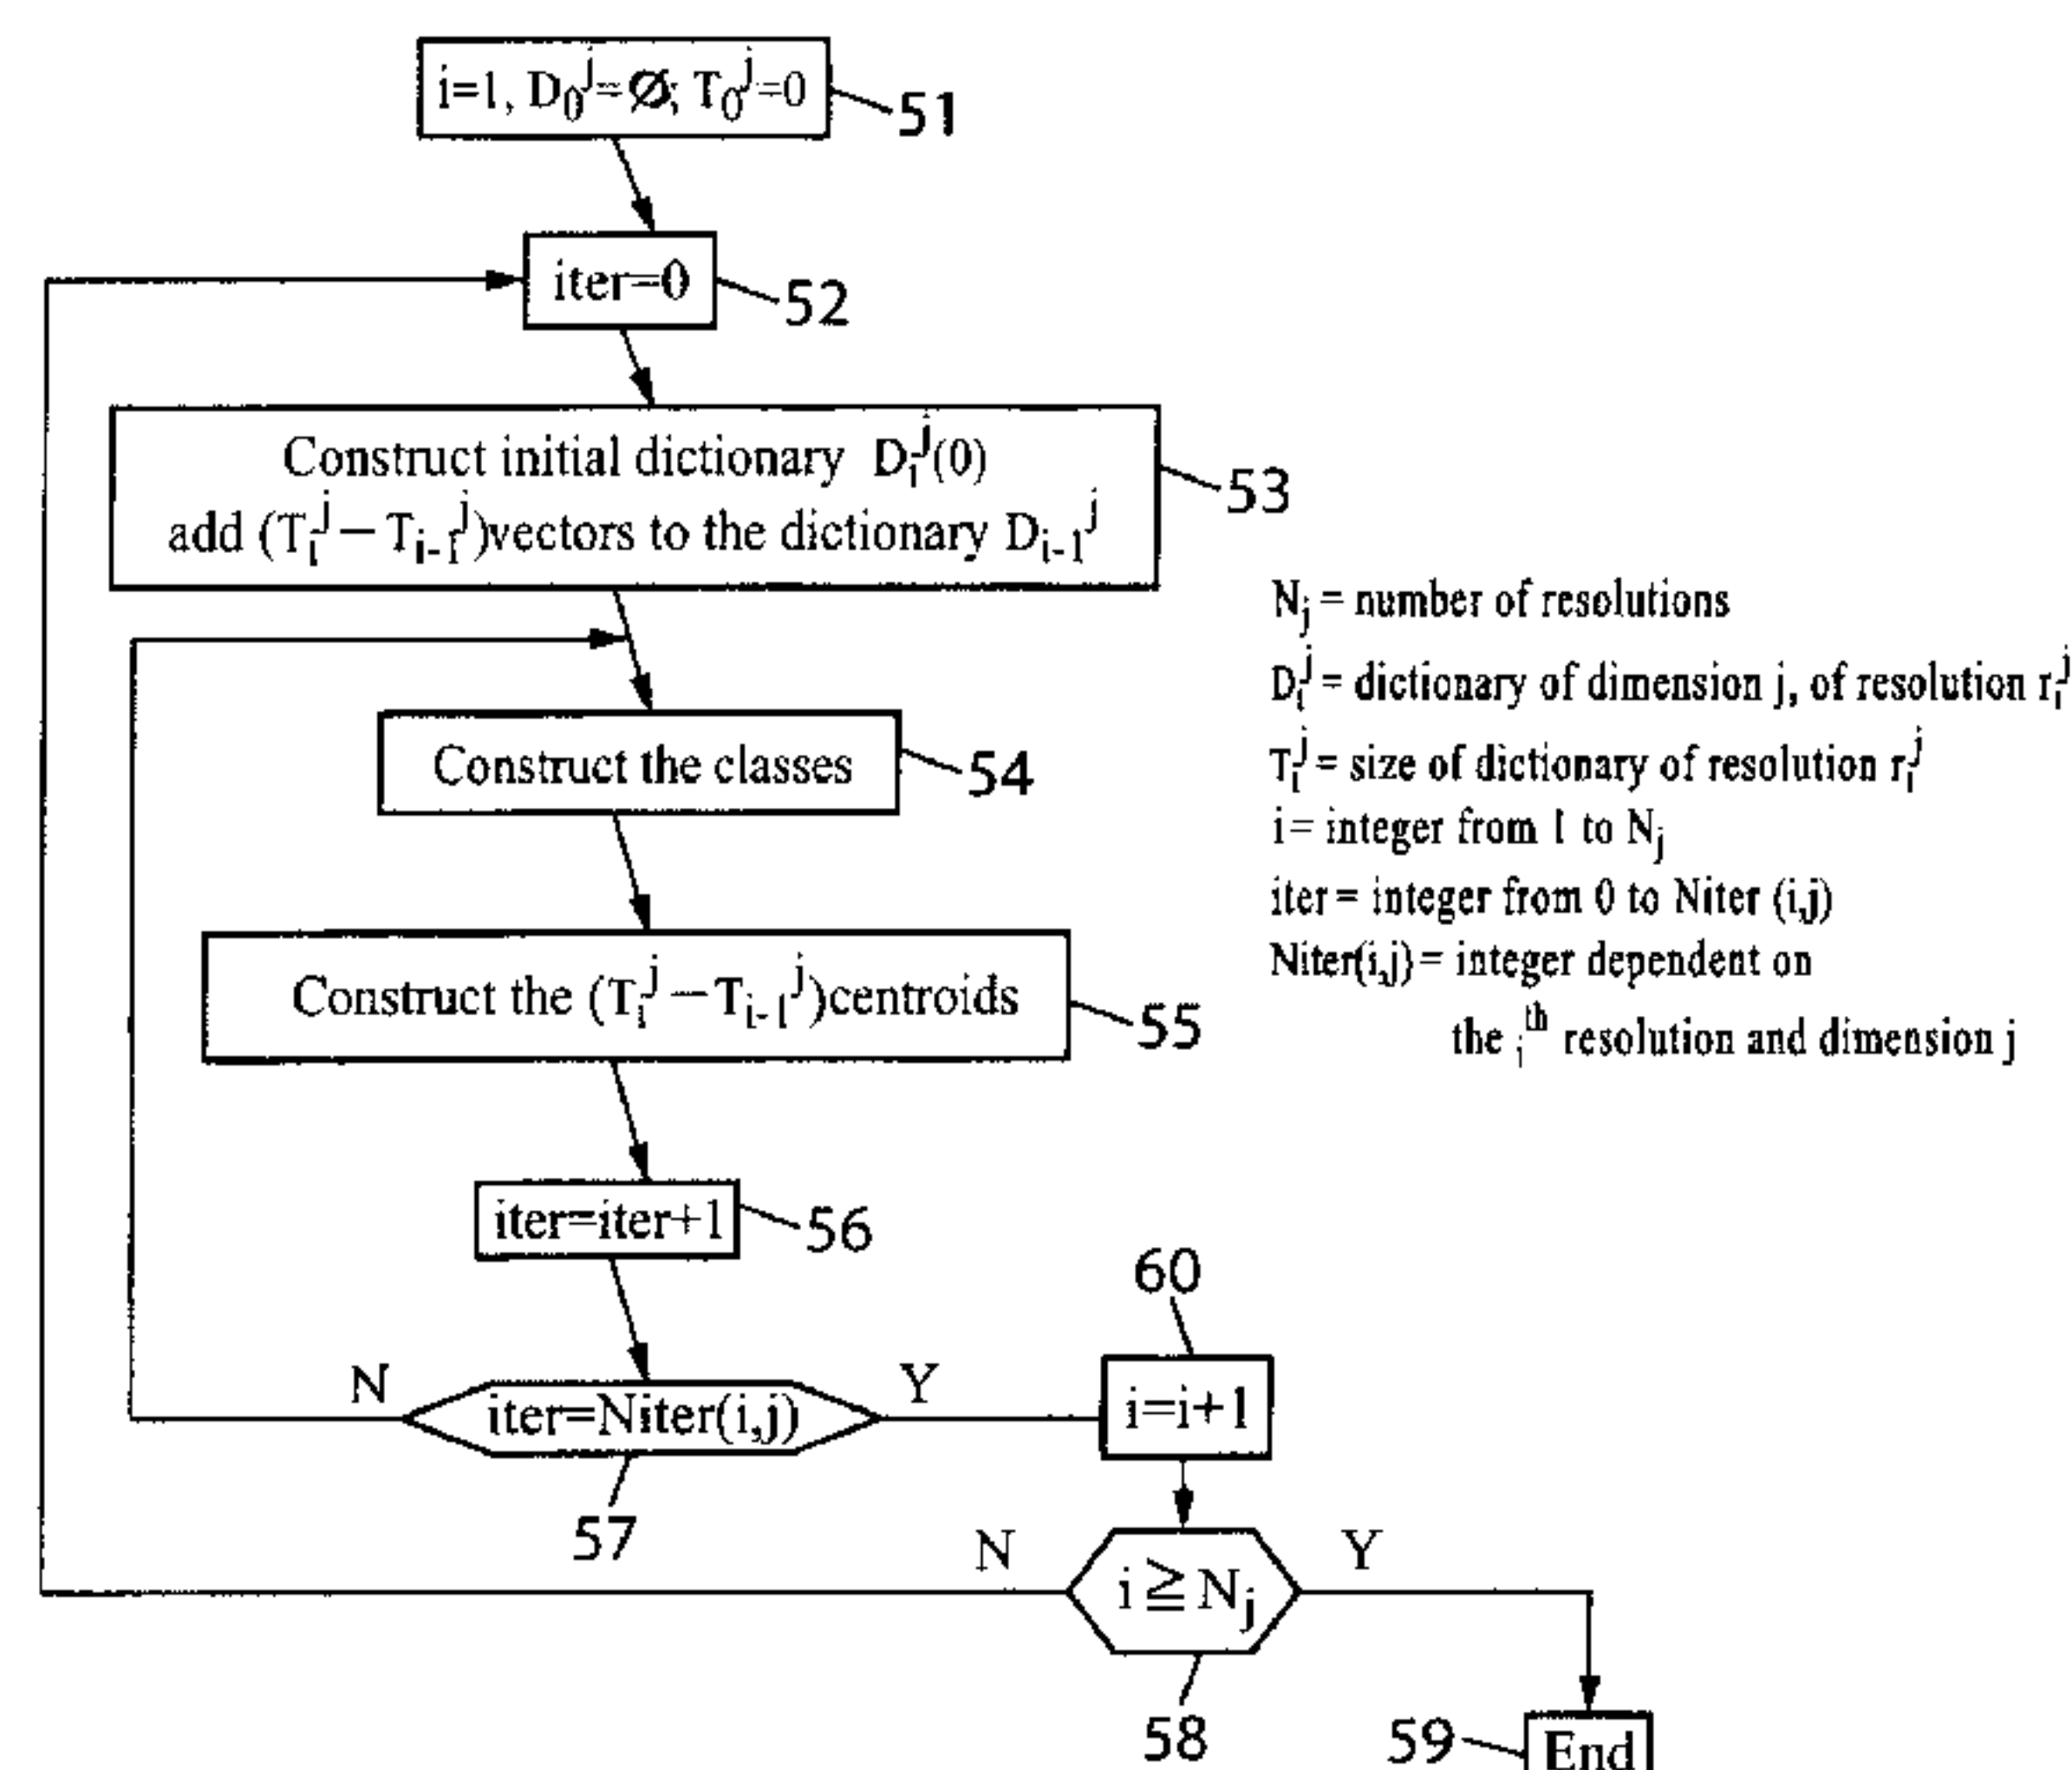 i=1, D₀ʲ=Ø; T₀ʲ=0
51
iter=0
52
Construct initial dictionary Dᵢʲ(0)
add (Tᵢʲ − Tᵢ₋₁ʲ)vectors to the dictionary Dᵢ₋₁ʲ
53
Construct the classes
54
Construct the (Tᵢʲ − Tᵢ₋₁ʲ)centroids
55
iter=iter+1
56
N
iter=Niter(i,j)
Y
57
60
i=i+1
N
i ≧ Nⱼ
Y
58
59
End
Nⱼ = number of resolutions
Dᵢʲ = dictionary of dimension j, of resolution rᵢʲ
Tᵢʲ = size of dictionary of resolution rᵢʲ
i = integer from 1 to Nⱼ
iter = integer from 0 to Niter (i,j)
Niter(i,j) = integer dependent on
the ᵢth resolution and dimension j